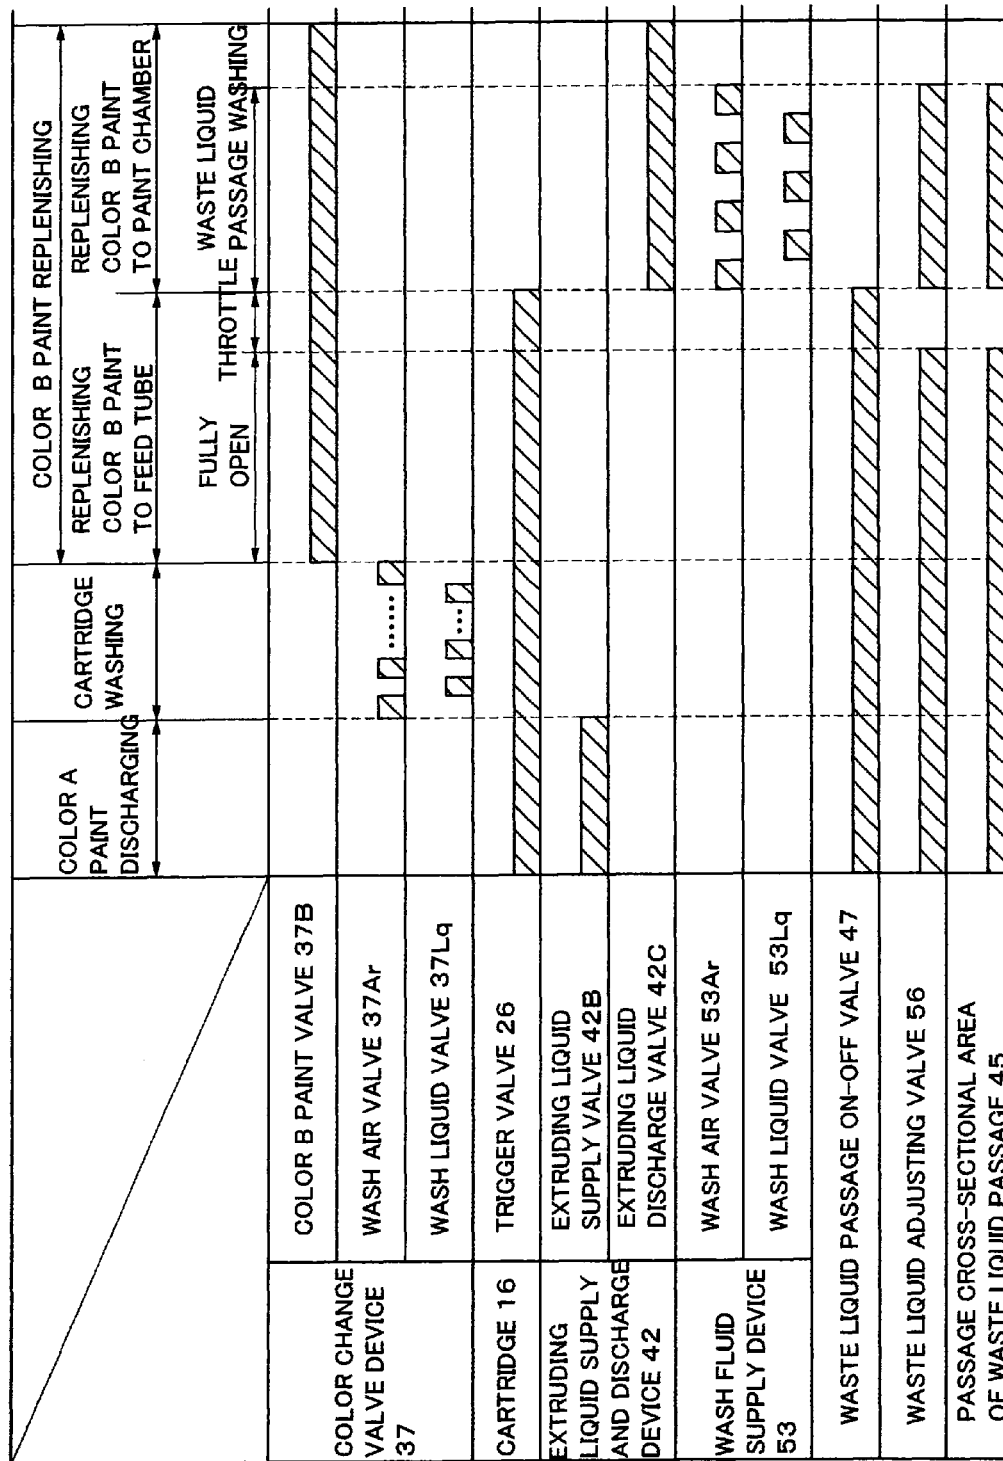 COLOR A
PAINT
DISCHARGING
CARTRIDGE
WASHING
COLOR B PAINT REPLENISHING
REPLENISHING
COLOR B PAINT
TO FEED TUBE
REPLENISHING
COLOR B PAINT
TO PAINT CHAMBER
FULLY
OPEN
THROTTLE
WASTE LIQUID
PASSAGE WASHING
COLOR CHANGE
VALVE DEVICE
37
COLOR B PAINT VALVE 37B
WASH AIR VALVE 37Ar
WASH LIQUID VALVE 37Lq
CARTRIDGE 16
TRIGGER VALVE 26
EXTRUDING
LIQUID SUPPLY
AND DISCHARGE
DEVICE 42
EXTRUDING LIQUID
SUPPLY VALVE 42B
EXTRUDING LIQUID
DISCHARGE VALVE 42C
WASH FLUID
SUPPLY DEVICE
53
WASH AIR VALVE 53Ar
WASH LIQUID VALVE 53Lq
WASTE LIQUID PASSAGE ON-OFF VALVE 47
WASTE LIQUID ADJUSTING VALVE 56
PASSAGE CROSS-SECTIONAL AREA
OF WASTE LIQUID PASSAGE 45